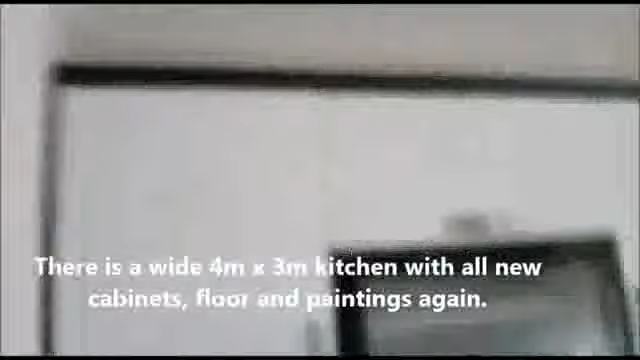 There is a wide 4m x 3m kitchen with all new
cabinets, floor and paintings again.